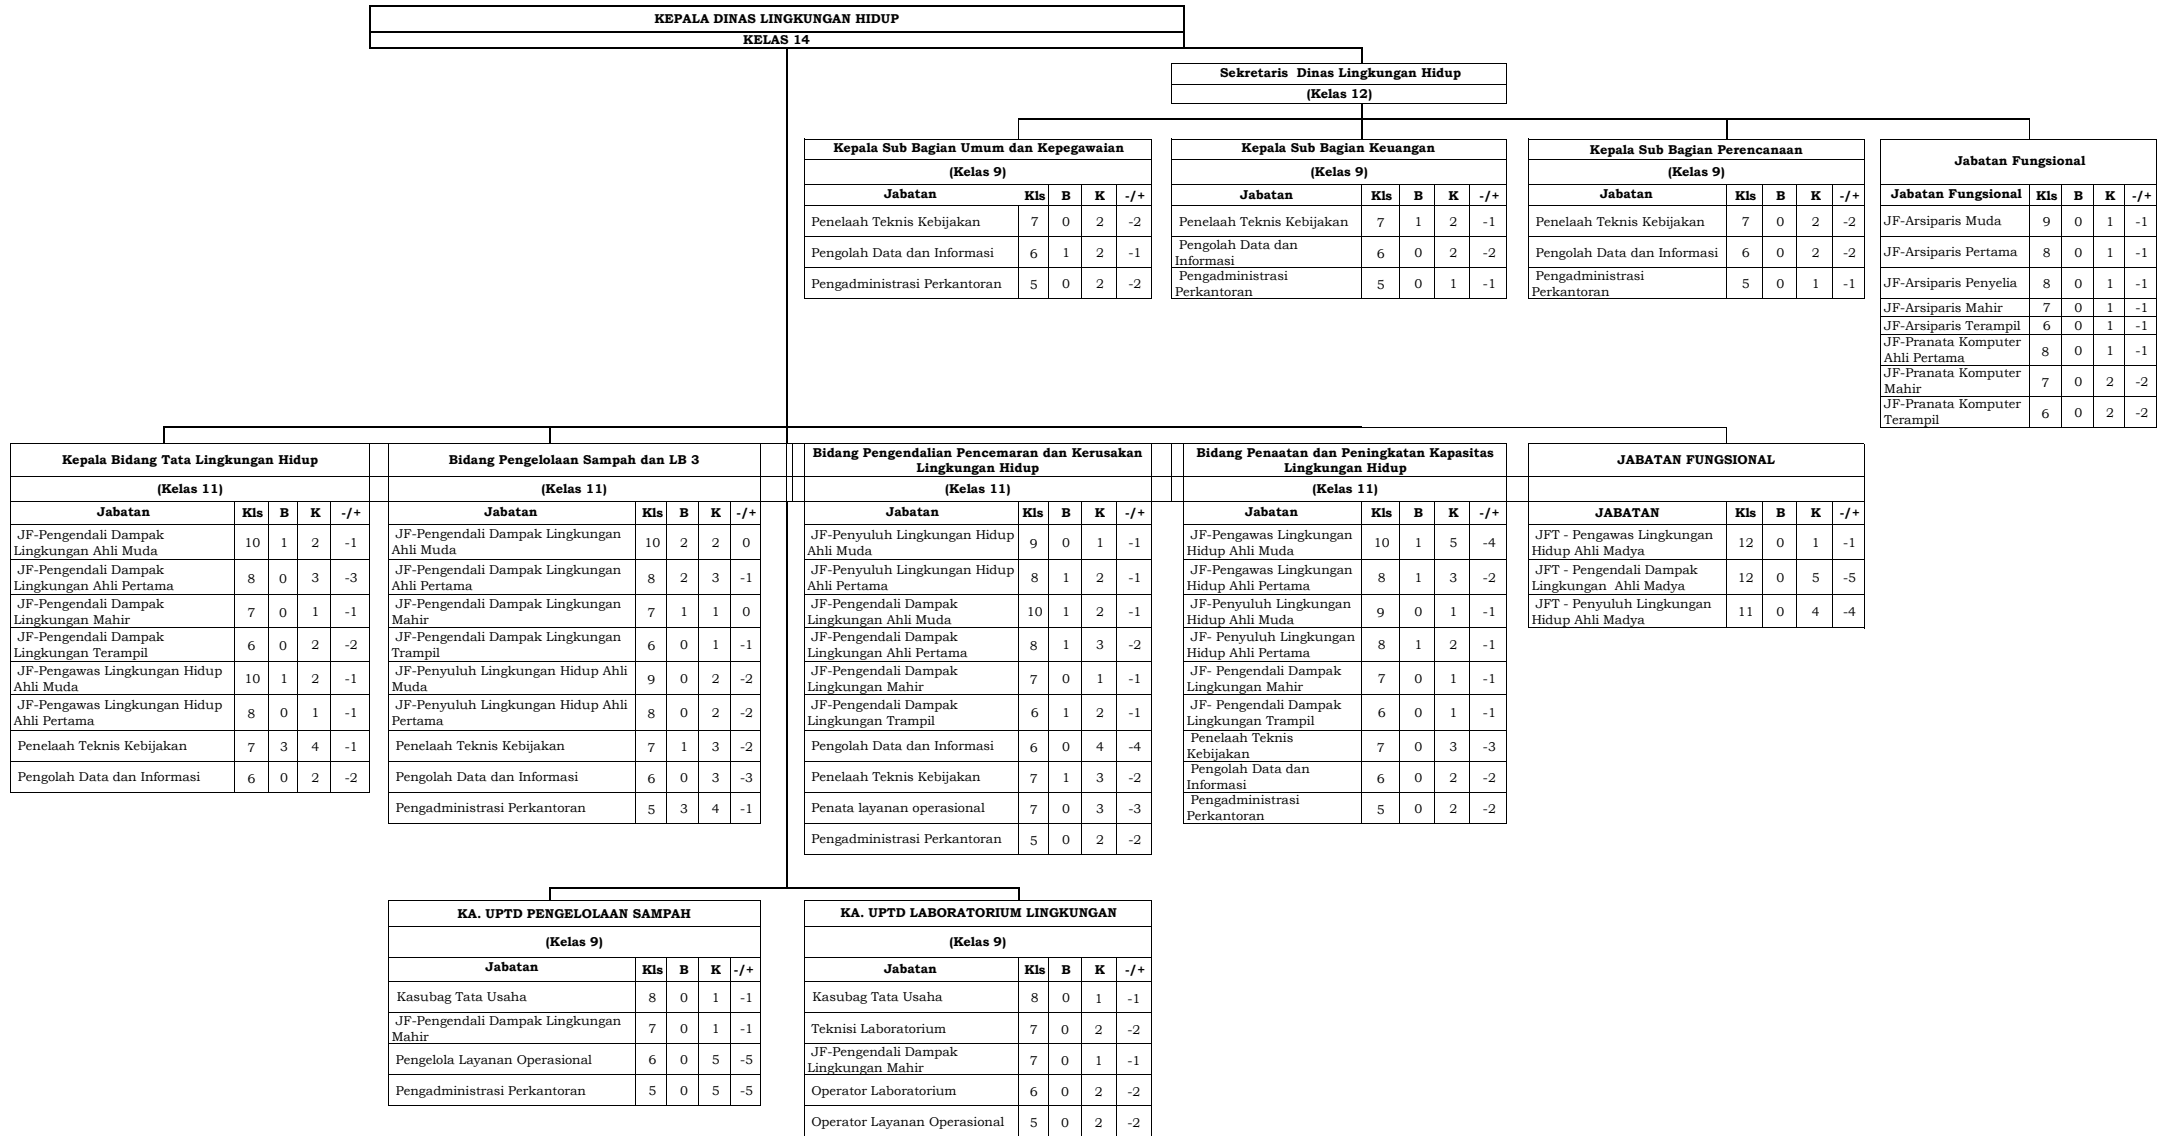 KEPALA DINAS LINGKUNGAN HIDUP
KELAS 14
Sekretaris Dinas Lingkungan Hidup
(Kelas 12)
Kepala Sub Bagian Umum dan Kepegawaian
(Kelas 9)
Jabatan Kls B K -/+
Penelaah Teknis Kebijakan 7 0 2 -2
Pengolah Data dan Informasi 6 1 2 -1
Pengadministrasi Perkantoran 5 0 2 -2
Kepala Sub Bagian Keuangan
(Kelas 9)
Jabatan Kls B K -/+
Penelaah Teknis Kebijakan 7 1 2 -1
Pengolah Data dan
Informasi 6 0 2 -2
Pengadministrasi
Perkantoran 5 0 1 -1
Kepala Sub Bagian Perencanaan
(Kelas 9)
Jabatan Kls B K -/+
Penelaah Teknis Kebijakan 7 0 2 -2
Pengolah Data dan Informasi 6 0 2 -2
Pengadministrasi
Perkantoran 5 0 1 -1
Jabatan Fungsional
Jabatan Fungsional Kls B K -/+
JF-Arsiparis Muda 9 0 1 -1
JF-Arsiparis Pertama 8 0 1 -1
JF-Arsiparis Penyelia 8 0 1 -1
JF-Arsiparis Mahir 7 0 1 -1
JF-Arsiparis Terampil 6 0 1 -1
JF-Pranata Komputer
Ahli Pertama 8 0 1 -1
JF-Pranata Komputer
Mahir 7 0 2 -2
JF-Pranata Komputer
Terampil 6 0 2 -2
Kepala Bidang Tata Lingkungan Hidup
(Kelas 11)
Jabatan Kls B K -/+
JF-Pengendali Dampak
Lingkungan Ahli Muda 10 1 2 -1
JF-Pengendali Dampak
Lingkungan Ahli Pertama 8 0 3 -3
JF-Pengendali Dampak
Lingkungan Mahir 7 0 1 -1
JF-Pengendali Dampak
Lingkungan Terampil 6 0 2 -2
JF-Pengawas Lingkungan Hidup
Ahli Muda 10 1 2 -1
JF-Pengawas Lingkungan Hidup
Ahli Pertama 8 0 1 -1
Penelaah Teknis Kebijakan 7 3 4 -1
Pengolah Data dan Informasi 6 0 2 -2
Bidang Pengelolaan Sampah dan LB 3
(Kelas 11)
Jabatan Kls B K -/+
JF-Pengendali Dampak Lingkungan
Ahli Muda 10 2 2 0
JF-Pengendali Dampak Lingkungan
Ahli Pertama 8 2 3 -1
JF-Pengendali Dampak Lingkungan
Mahir 7 1 1 0
JF-Pengendali Dampak Lingkungan
Trampil 6 0 1 -1
JF-Penyuluh Lingkungan Hidup Ahli
Muda 9 0 2 -2
JF-Penyuluh Lingkungan Hidup Ahli
Pertama 8 0 2 -2
Penelaah Teknis Kebijakan 7 1 3 -2
Pengolah Data dan Informasi 6 0 3 -3
Pengadministrasi Perkantoran 5 3 4 -1
Bidang Pengendalian Pencemaran dan Kerusakan
Lingkungan Hidup
(Kelas 11)
Jabatan Kls B K -/+
JF-Penyuluh Lingkungan Hidup
Ahli Muda 9 0 1 -1
JF-Penyuluh Lingkungan Hidup
Ahli Pertama 8 1 2 -1
JF-Pengendali Dampak
Lingkungan Ahli Muda 10 1 2 -1
JF-Pengendali Dampak
Lingkungan Ahli Pertama 8 1 3 -2
JF-Pengendali Dampak
Lingkungan Mahir 7 0 1 -1
JF-Pengendali Dampak
Lingkungan Trampil 6 1 2 -1
Pengolah Data dan Informasi 6 0 4 -4
Penelaah Teknis Kebijakan 7 1 3 -2
Penata layanan operasional 7 0 3 -3
Pengadministrasi Perkantoran 5 0 2 -2
Bidang Penaatan dan Peningkatan Kapasitas
Lingkungan Hidup
(Kelas 11)
Jabatan Kls B K -/+
JF-Pengawas Lingkungan
Hidup Ahli Muda 10 1 5 -4
JF-Pengawas Lingkungan
Hidup Ahli Pertama 8 1 3 -2
JF-Penyuluh Lingkungan
Hidup Ahli Muda 9 0 1 -1
JF- Penyuluh Lingkungan
Hidup Ahli Pertama 8 1 2 -1
JF- Pengendali Dampak
Lingkungan Mahir 7 0 1 -1
JF- Pengendali Dampak
Lingkungan Trampil 6 0 1 -1
Penelaah Teknis
Kebijakan 7 0 3 -3
Pengolah Data dan
Informasi 6 0 2 -2
Pengadministrasi
Perkantoran 5 0 2 -2
JABATAN FUNGSIONAL
JABATAN Kls B K -/+
JFT - Pengawas Lingkungan
Hidup Ahli Madya 12 0 1 -1
JFT - Pengendali Dampak
Lingkungan Ahli Madya 12 0 5 -5
JFT - Penyuluh Lingkungan
Hidup Ahli Madya 11 0 4 -4
KA. UPTD PENGELOLAAN SAMPAH
(Kelas 9)
Jabatan Kls B K -/+
Kasubag Tata Usaha 8 0 1 -1
JF-Pengendali Dampak Lingkungan
Mahir 7 0 1 -1
Pengelola Layanan Operasional 6 0 5 -5
Pengadministrasi Perkantoran 5 0 5 -5
KA. UPTD LABORATORIUM LINGKUNGAN
(Kelas 9)
Jabatan Kls B K -/+
Kasubag Tata Usaha 8 0 1 -1
Teknisi Laboratorium 7 0 2 -2
JF-Pengendali Dampak
Lingkungan Mahir 7 0 1 -1
Operator Laboratorium 6 0 2 -2
Operator Layanan Operasional 5 0 2 -2